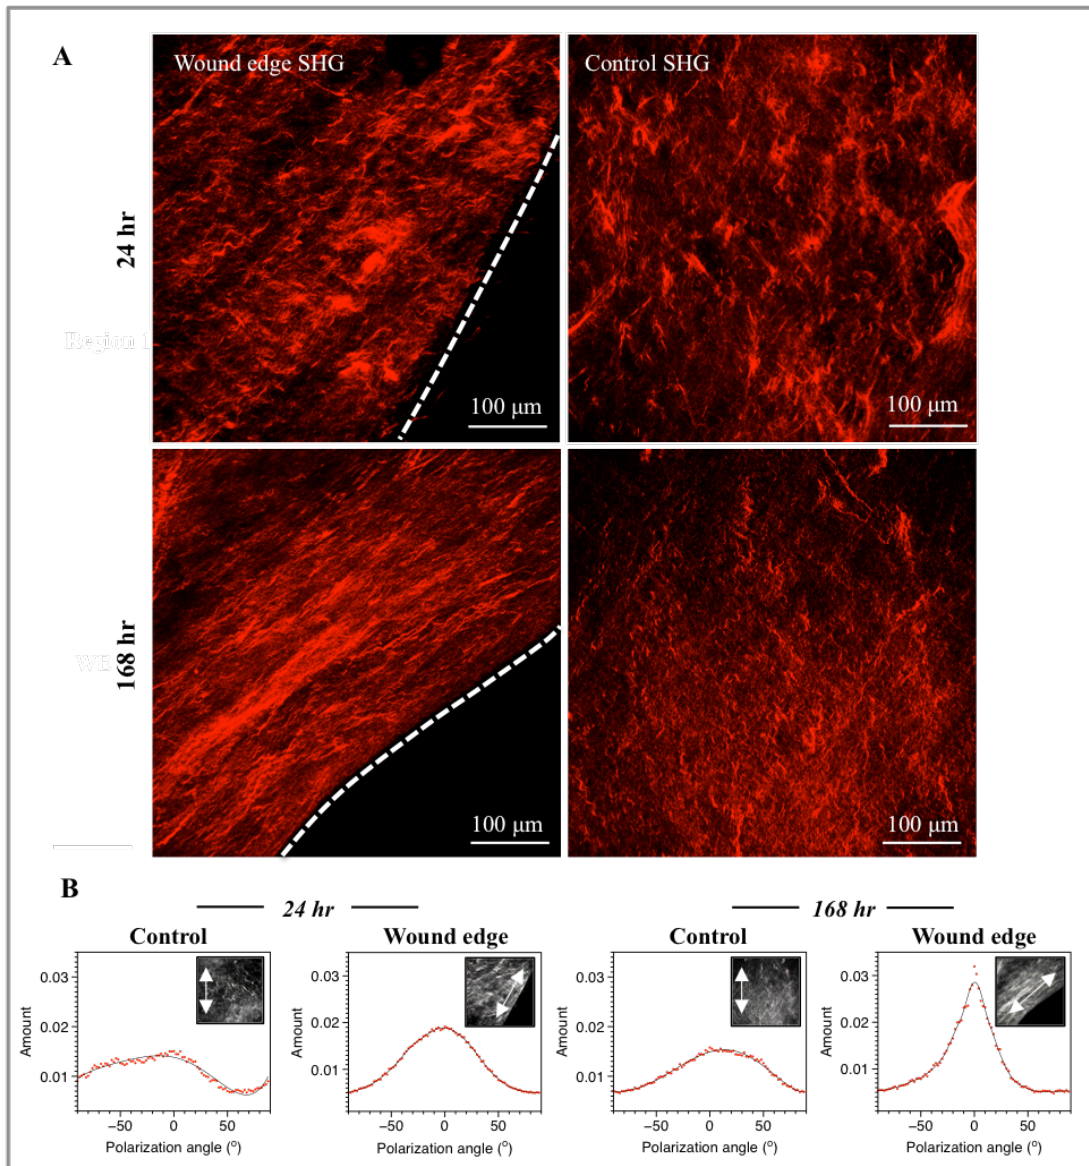 A
Wound edge SHG
Control SHG
24 hr
Region 1
100 μm
100 μm
168 hr
100 μm
100 μm
B
24 hr
168 hr
Control
Wound edge
Control
Wound edge
Amount
0.03
0.02
0.01
−50
0
50
Polarization angle (°)
Amount
0.03
0.02
0.01
−50
0
50
Polarization angle (°)
Amount
0.03
0.02
0.01
−50
0
50
Polarization angle (°)
Amount
0.03
0.02
0.01
−50
0
50
Polarization angle (°)